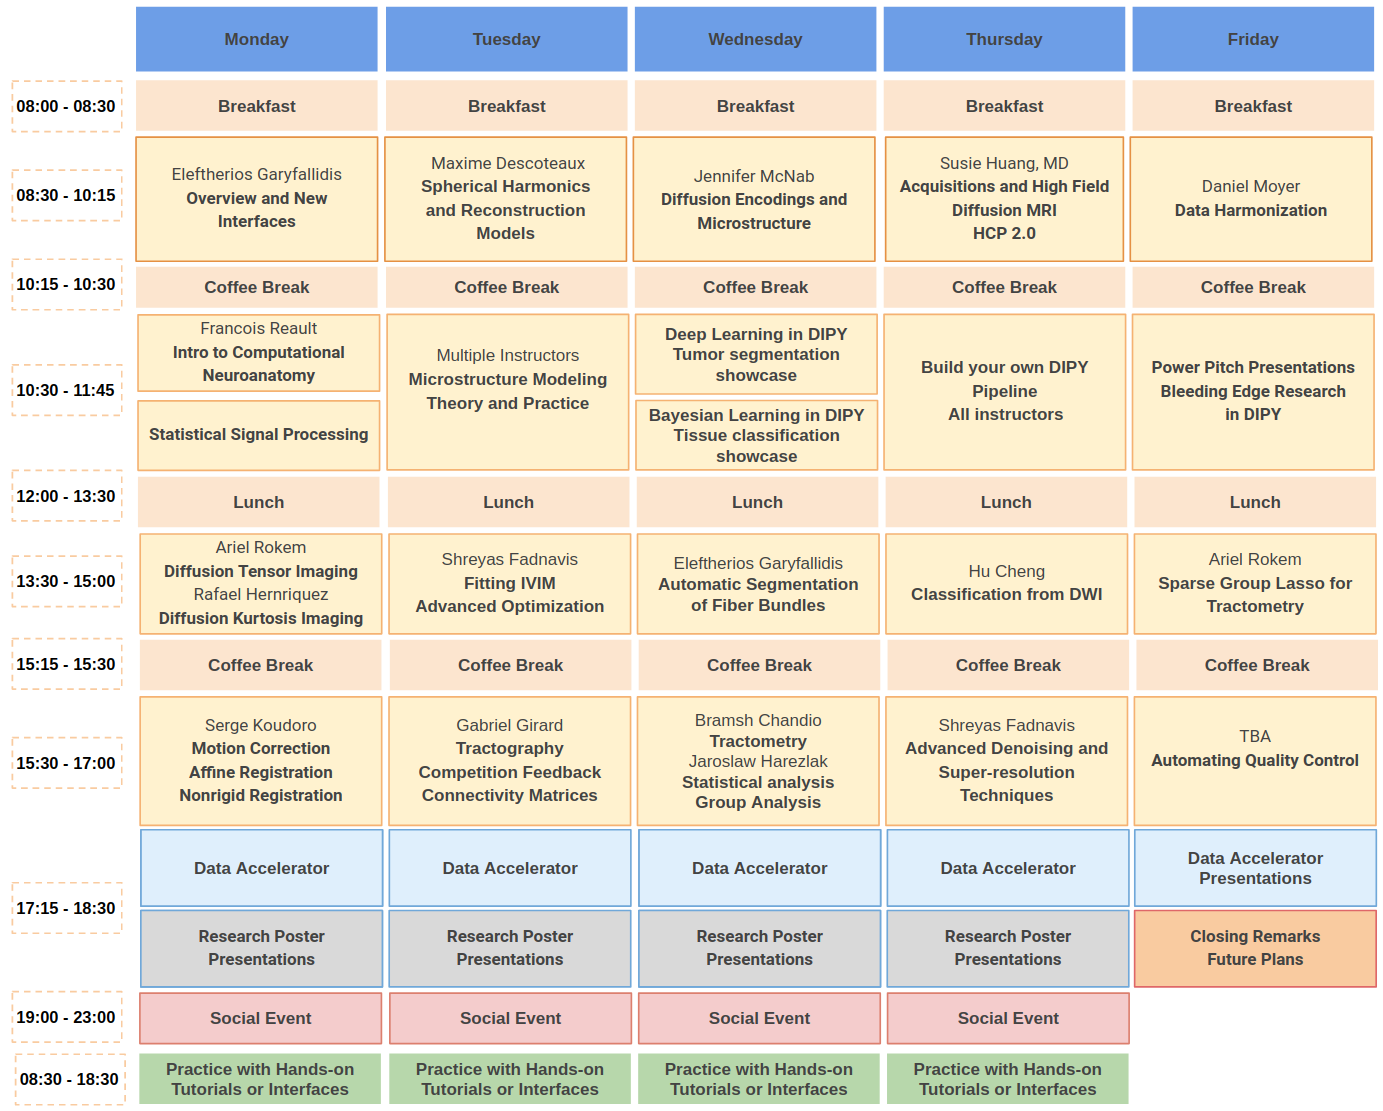 Monday
Tuesday
Wednesday
Thursday
Friday
08:00 - 08:30
Breakfast
Breakfast
Breakfast
Breakfast
Breakfast
08:30 - 10:15
Eleftherios Garyfallidis
Overview and New
Interfaces
Maxime Descoteaux
Spherical Harmonics
and Reconstruction
Models
Jennifer McNab
Diffusion Encodings and
Microstructure
Susie Huang, MD
Acquisitions and High Field
Diffusion MRI
HCP 2.0
Daniel Moyer
Data Harmonization
10:15 - 10:30
Coffee Break
Coffee Break
Coffee Break
Coffee Break
Coffee Break
10:30 - 11:45
Francois Reault
Intro to Computational
Neuroanatomy
Statistical Signal Processing
Multiple Instructors
Microstructure Modeling
Theory and Practice
Deep Learning in DIPY
Tumor segmentation
showcase
Bayesian Learning in DIPY
Tissue classification
showcase
Build your own DIPY
Pipeline
All instructors
Power Pitch Presentations
Bleeding Edge Research
in DIPY
12:00 - 13:30
Lunch
Lunch
Lunch
Lunch
Lunch
13:30 - 15:00
Ariel Rokem
Diffusion Tensor Imaging
Rafael Hernriquez
Diffusion Kurtosis Imaging
Shreyas Fadnavis
Fitting IVIM
Advanced Optimization
Eleftherios Garyfallidis
Automatic Segmentation
of Fiber Bundles
Hu Cheng
Classification from DWI
Ariel Rokem
Sparse Group Lasso for
Tractometry
15:15 - 15:30
Coffee Break
Coffee Break
Coffee Break
Coffee Break
Coffee Break
15:30 - 17:00
Serge Koudoro
Motion Correction
Affine Registration
Nonrigid Registration
Gabriel Girard
Tractography
Competition Feedback
Connectivity Matrices
Bramsh Chandio
Tractometry
Jaroslaw Harezlak
Statistical analysis
Group Analysis
Shreyas Fadnavis
Advanced Denoising and
Super-resolution
Techniques
TBA
Automating Quality Control
17:15 - 18:30
Data Accelerator
Data Accelerator
Data Accelerator
Data Accelerator
Data Accelerator
Presentations
Research Poster
Presentations
Research Poster
Presentations
Research Poster
Presentations
Research Poster
Presentations
Closing Remarks
Future Plans
19:00 - 23:00
Social Event
Social Event
Social Event
Social Event
08:30 - 18:30
Practice with Hands-on
Tutorials or Interfaces
Practice with Hands-on
Tutorials or Interfaces
Practice with Hands-on
Tutorials or Interfaces
Practice with Hands-on
Tutorials or Interfaces